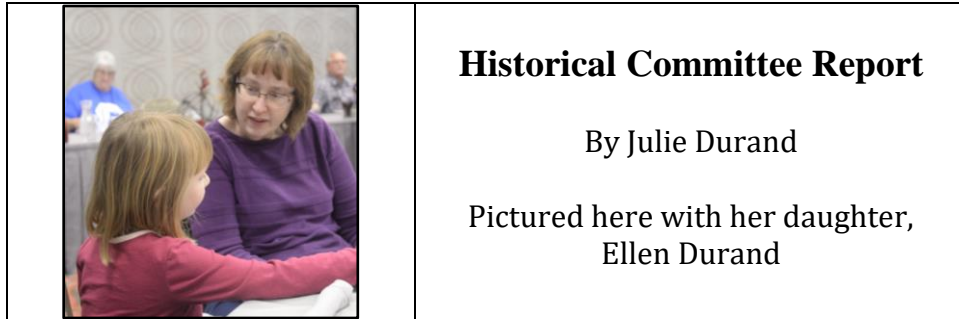 Historical Committee Report
By Julie Durand
Pictured here with her daughter,
Ellen Durand